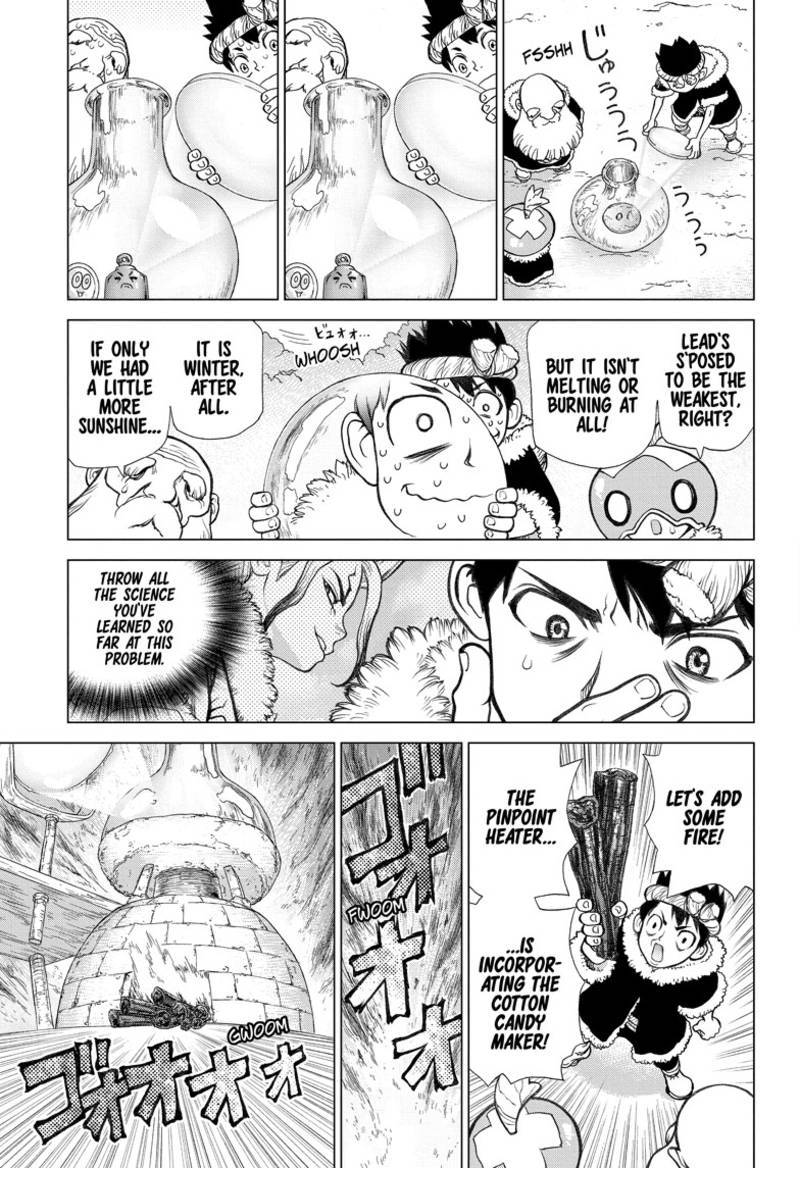 FSSHH
じゅううう
ううう
LEAD'S
S'POSED
TO BE THE
WEAKEST,
RIGHT?
BUT IT ISN'T
MELTING OR
BURNING AT
ALL!
ビュオォ…
WHOOSH
IT IS
WINTER,
AFTER
ALL.
IF ONLY
WE HAD
A LITTLE
MORE
SUNSHINE...
THROW ALL
THE SCIENCE
YOU'VE
LEARNED SO
FAR AT THIS
PROBLEM.
LET'S ADD
SOME
FIRE!
THE
PINPOINT
HEATER...
...IS
INCORPOR-
ATING THE
COTTON
CANDY
MAKER!
ゴオオォ
FWOOM
GWOOM
ゴオオオォ